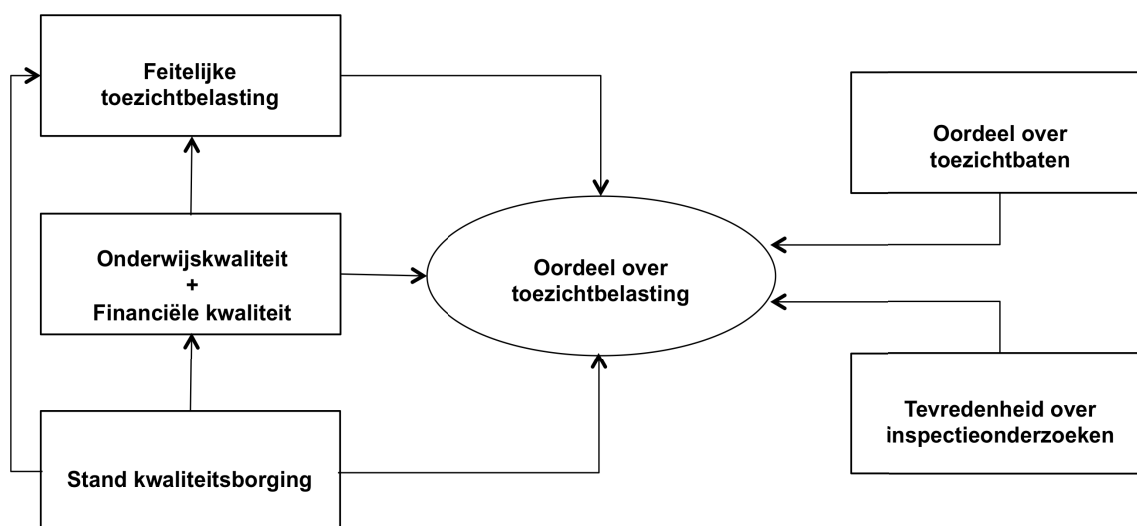 Feitelijke
toezichtbelasting
Onderwijskwaliteit
+
Financiële kwaliteit
Stand kwaliteitsborging
Oordeel over
toezichtbelasting
Oordeel over
toezichtbaten
Tevredenheid over
inspectieonderzoeken